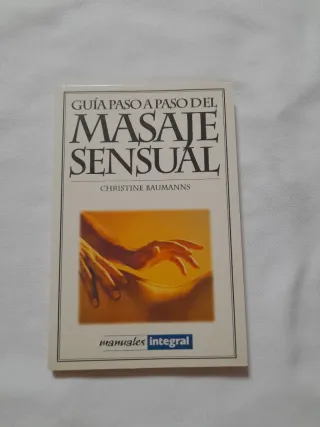 GUÍA PASO A PASO DEL
MASAJE
SENSUAL
CHRISTINE BAUMANNS
manuales integral